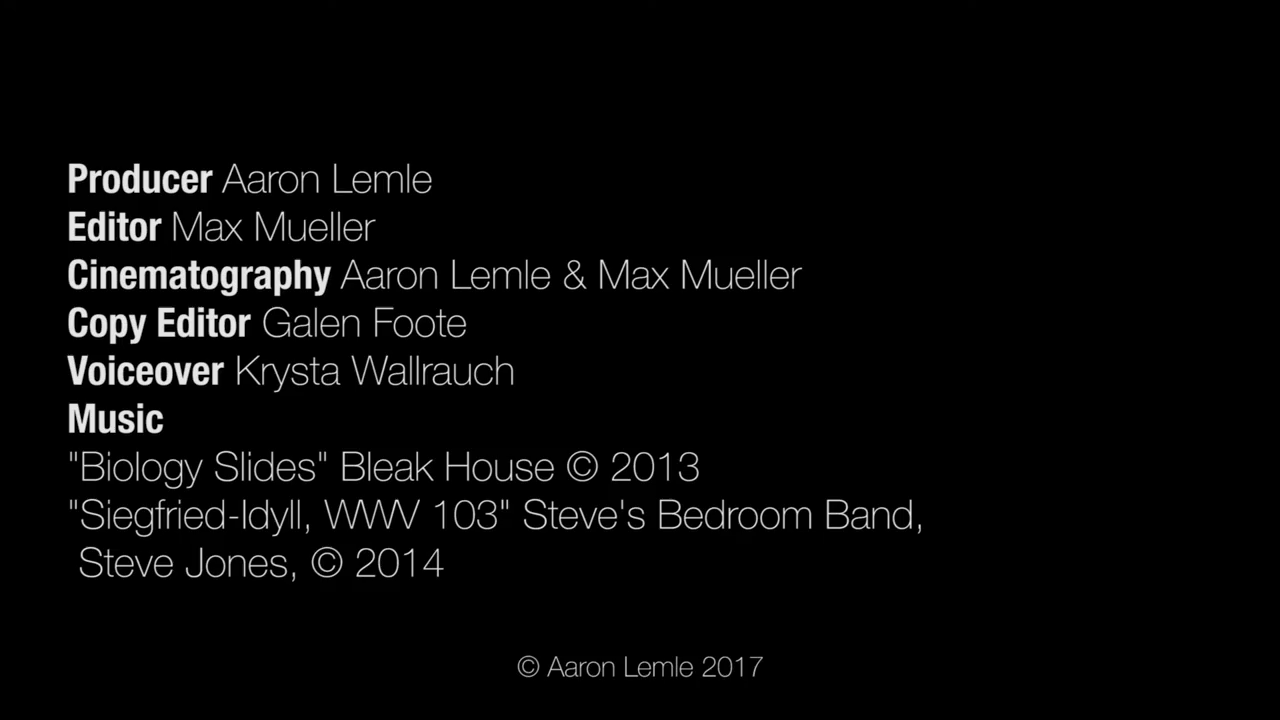 Producer Aaron Lemle
Editor Max Mueller
Cinematography Aaron Lemle & Max Mueller
Copy Editor Galen Foote
Voiceover Krysta Wallrauch
Music
"Biology Slides" Bleak House © 2013
"Siegfried-Idyll, WWV 103" Steve's Bedroom Band,
Steve Jones, © 2014
© Aaron Lemle 2017